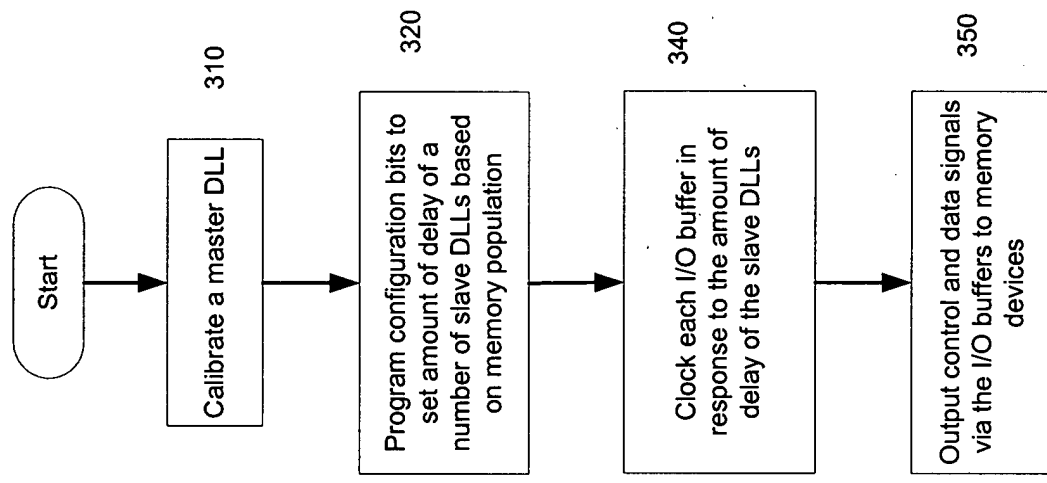 Start
Calibrate a master DLL
310
Program configuration bits to
set amount of delay of a
number of slave DLLs based
on memory population
320
Clock each I/O buffer in
response to the amount of
delay of the slave DLLs
340
Output control and data signals
via the I/O buffers to memory
devices
350